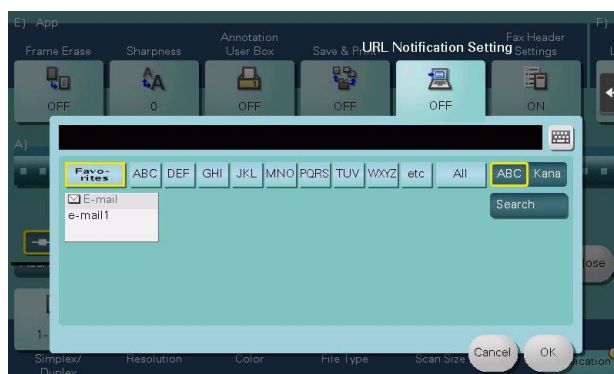 E) App
F)
Annotation
Fax Header
Frame Erase
Sharpness
User Box
Save & Print
URL Notification Setting
Settings
OFF
0
OFF
OFF
OFF
ON
A)
Favo-
rites
ABC
DEF
GHI
JKL
MNO
PQRS
TUV
WXYZ
etc
All
ABC
Kana
E-mail
e-mail1
Search
1-
Cancel
OK
Simplex/
Duplex
Resolution
Color
File Type
Scan Size